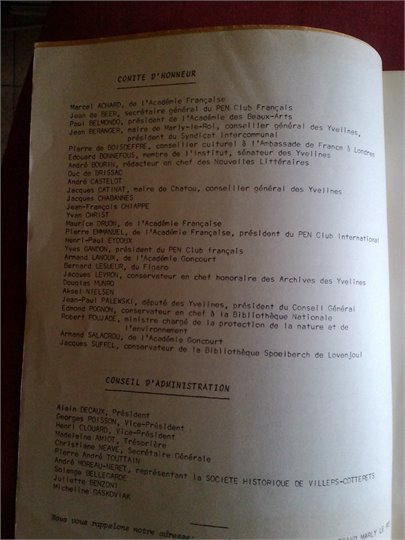 COMITE D'HONNEUR
Marcel ACHARD, de l'Académie Française
Jean de BEER, secrétaire général du PEN Club Français
Paul BELMONDO, président de l'Académie des Beaux-Arts
Jean BERANGER, maire de Marly-le-Roi, conseiller général des Yvelines,
président du Syndicat Intercommunal
Pierre de BOISDEFFRE, conseiller culturel à l'Ambassade de France à Londres
Edouard BONNEFOUS, membre de l'Institut, sénateur des Yvelines
André BOURIN, rédacteur en chef des Nouvelles Littéraires
Duc de BRISSAC
André CASTELOT
Jacques CATINAT, maire de Chatou, conseiller général des Yvelines
Jacques CHABANNES
Jean-François CHIAPPE
Yvan CHRIST
Maurice DRUON, de l'Académie Française
Pierre EMMANUEL, de l'Académie Française, président du PEN Club International
Henri-Paul EYDOUX
Yves GANDON, président du PEN Club français
Armand LANOUX, de l'Académie Goncourt
Bernard LESUEUR, du Figaro
Jacques LEVRON, conservateur en chef honoraire des Archives des Yvelines
Douglas MUNRO
Aksel NIELSEN
Jean-Paul PALEWSKI, député des Yvelines, président du Conseil Général
Edmond POGNON, conservateur en chef à la Bibliothèque Nationale
Robert POUJADE, ministre chargé de la protection de la nature et de
l'environnement
Armand SALACROU, de l'Académie Goncourt
Jacques SUFFEL, conservateur de la Bibliothèque Spoelberch de Lovenjoul
CONSEIL D'ADMINISTRATION
Alain DECAUX, Président
Georges POISSON, Vice-Président
Henri CLOUARD, Vice-Président
Madeleine AMIOT, Trésorière
Christiane NEAVE, Secrétaire Générale
Pierre André TOUTTAIN
André MOREAU-NERET, représentant la SOCIETE HISTORIQUE DE VILLERS-COTTERETS
Solange BELLEGARDE
Juliette BENZONI
Micheline GASKOVIAK
Nous vous rappelons notre adresse
MARLY LE